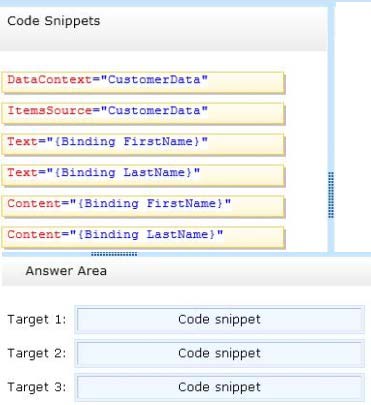 Code Snippets
DataContext="CustomerData"
ItemsSource="CustomerData"
Text="{Binding FirstName}"
Text="{Binding LastName}"
Content="{Binding FirstName}"
Content="{Binding LastName}"
Answer Area
Target 1: Code snippet
Target 2: Code snippet
Target 3: Code snippet